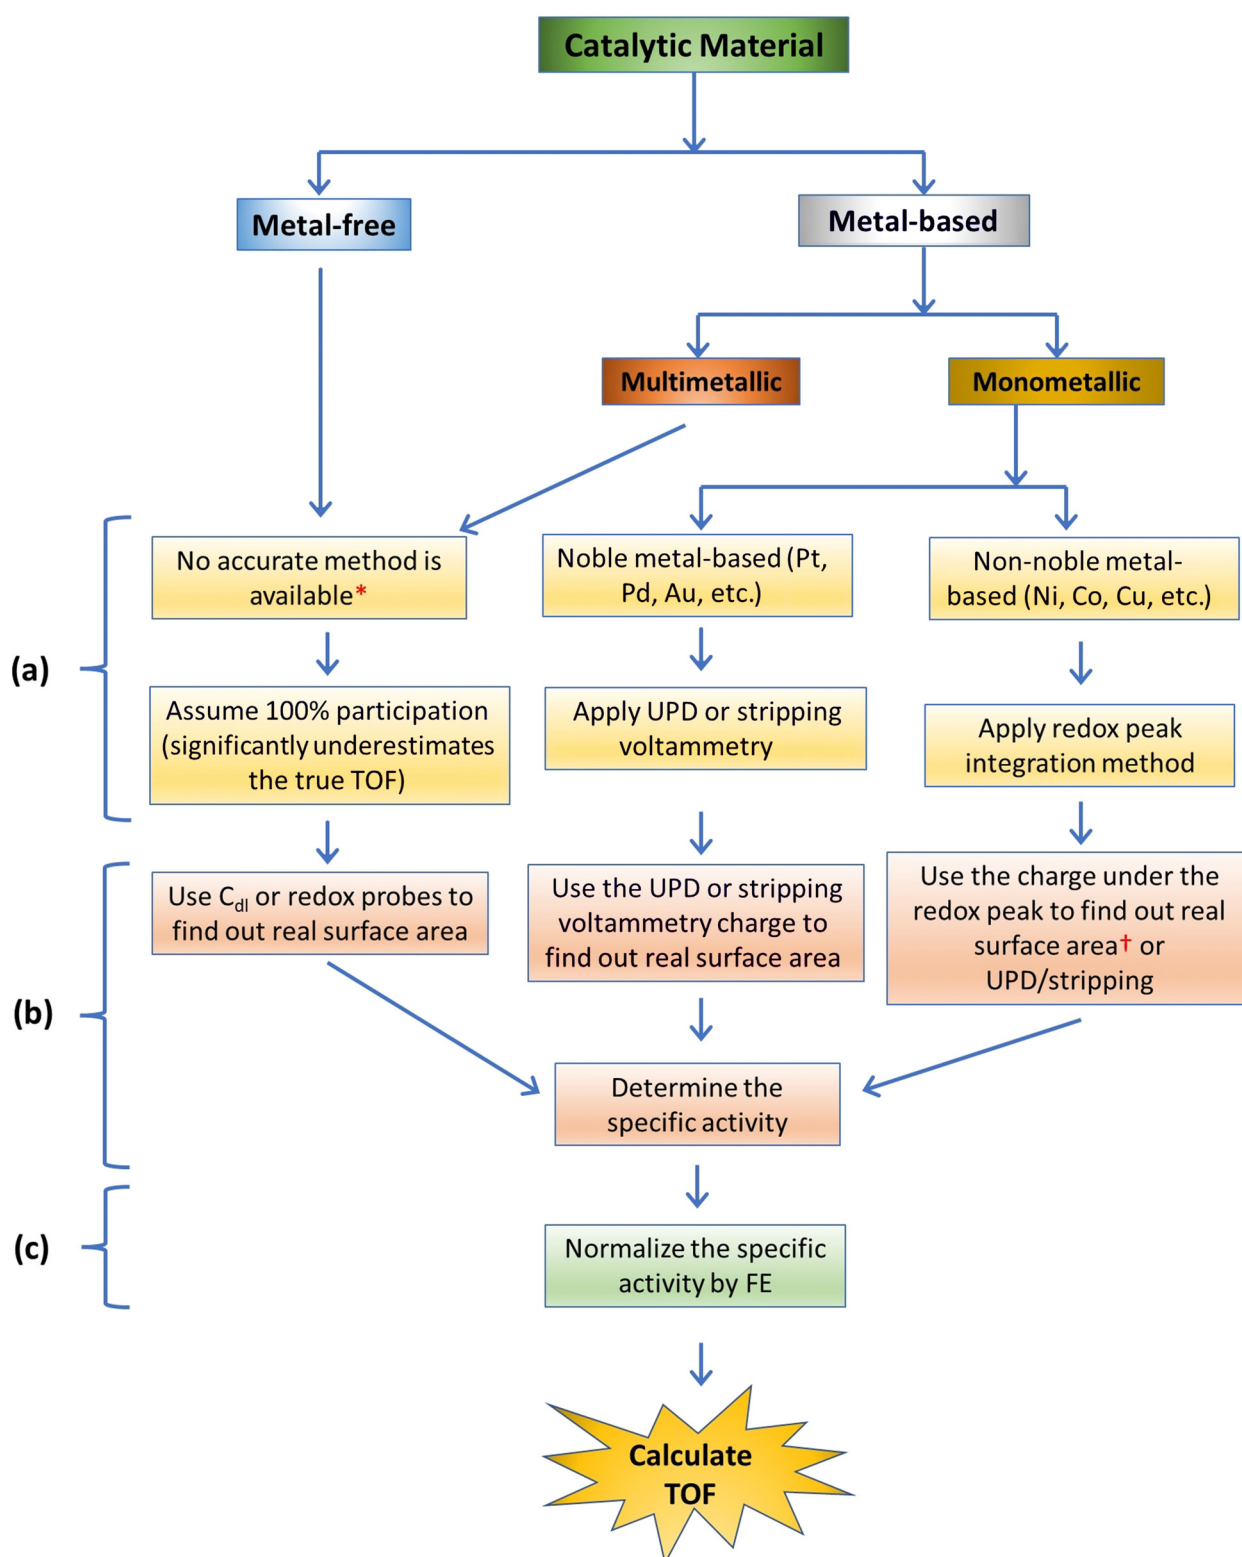 Catalytic Material
Metal-free
Metal-based
Multimetallic
Monometallic
(a)
No accurate method is
available*
Noble metal-based (Pt,
Pd, Au, etc.)
Non-noble metal-
based (Ni, Co, Cu, etc.)
Assume 100% participation
(significantly underestimates
the true TOF)
Apply UPD or stripping
voltammetry
Apply redox peak
integration method
(b)
Use Cdl or redox probes to
find out real surface area
Use the UPD or stripping
voltammetry charge to
find out real surface area
Use the charge under the
redox peak to find out real
surface area† or
UPD/stripping
Determine the
specific activity
(c)
Normalize the specific
activity by FE
Calculate
TOF